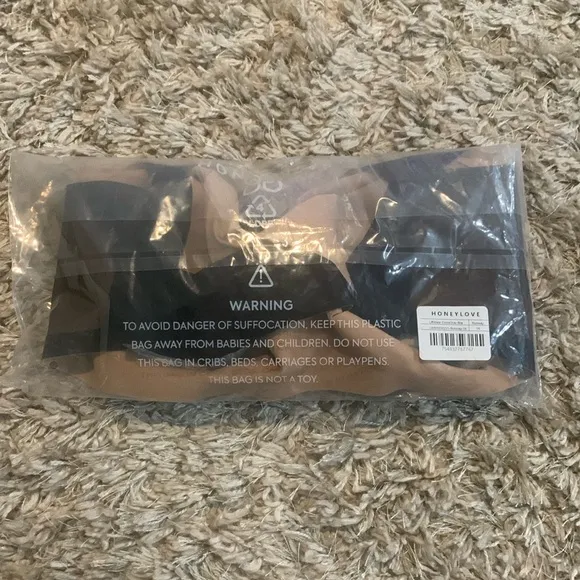 WARNING
TO AVOID DANGER OF SUFFOCATION, KEEP THIS PLASTIC
BAG AWAY FROM BABIES AND CHILDREN. DO NOT USE
THIS BAG IN CRIBS, BEDS, CARRIAGES OR PLAYPENS.
THIS BAG IS NOT A TOY.
HONEYLOVE